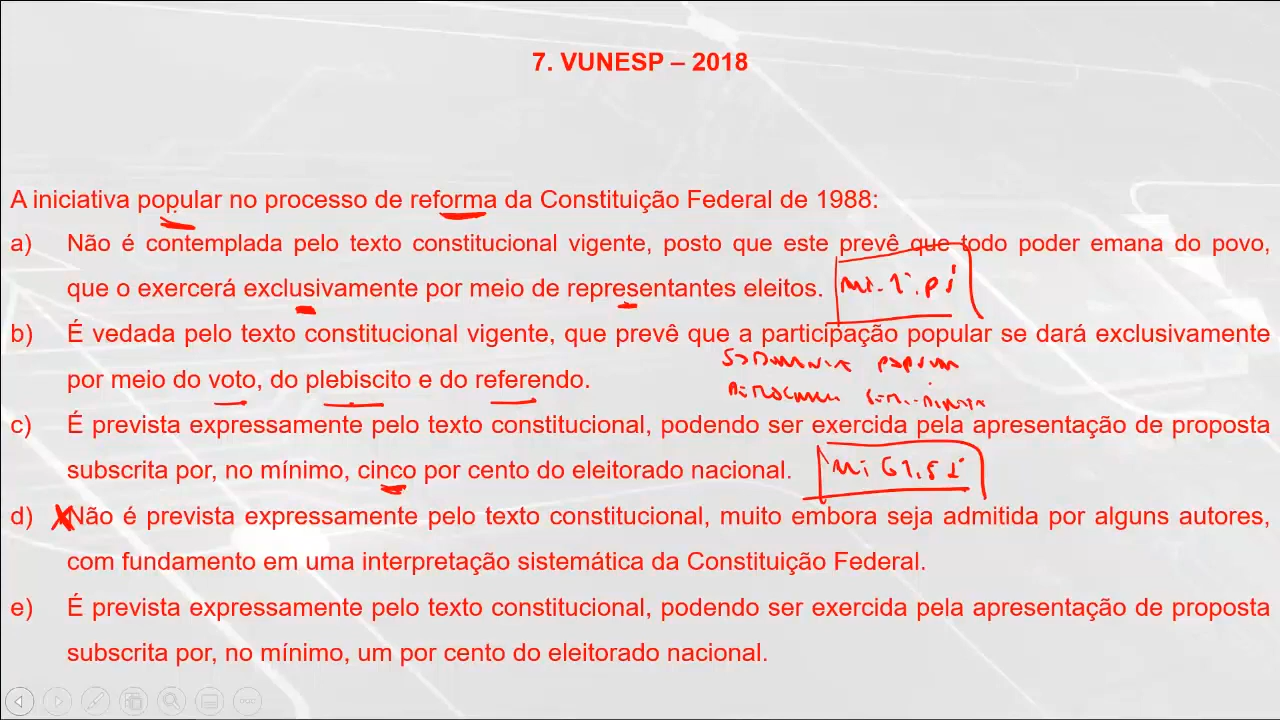 7. VUNESP – 2018
A iniciativa popular no processo de reforma da Constituição Federal de 1988:
a) Não é contemplada pelo texto constitucional vigente, posto que este prevê que todo poder emana do povo,
que o exercerá exclusivamente por meio de representantes eleitos.
b) É vedada pelo texto constitucional vigente, que prevê que a participação popular se dará exclusivamente
por meio do voto, do plebiscito e do referendo.
c) É prevista expressamente pelo texto constitucional, podendo ser exercida pela apresentação de proposta
subscrita por, no mínimo, cinco por cento do eleitorado nacional.
d) Não é prevista expressamente pelo texto constitucional, muito embora seja admitida por alguns autores,
com fundamento em uma interpretação sistemática da Constituição Federal.
e) É prevista expressamente pelo texto constitucional, podendo ser exercida pela apresentação de proposta
subscrita por, no mínimo, um por cento do eleitorado nacional.